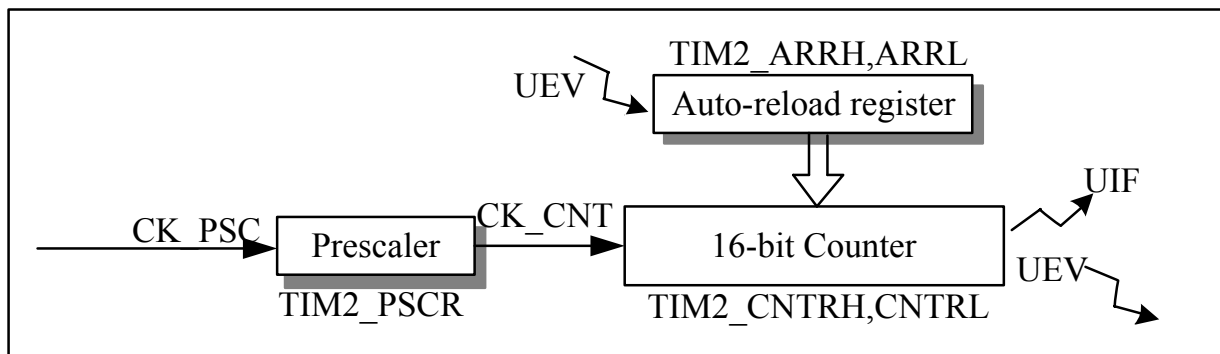 TIM2_ARRH,ARRL
UEV
Auto-reload register
UIF
CK_PSC
CK_CNT
Prescaler
16-bit Counter
UEV
TIM2_PSCR
TIM2_CNTRH,CNTRL